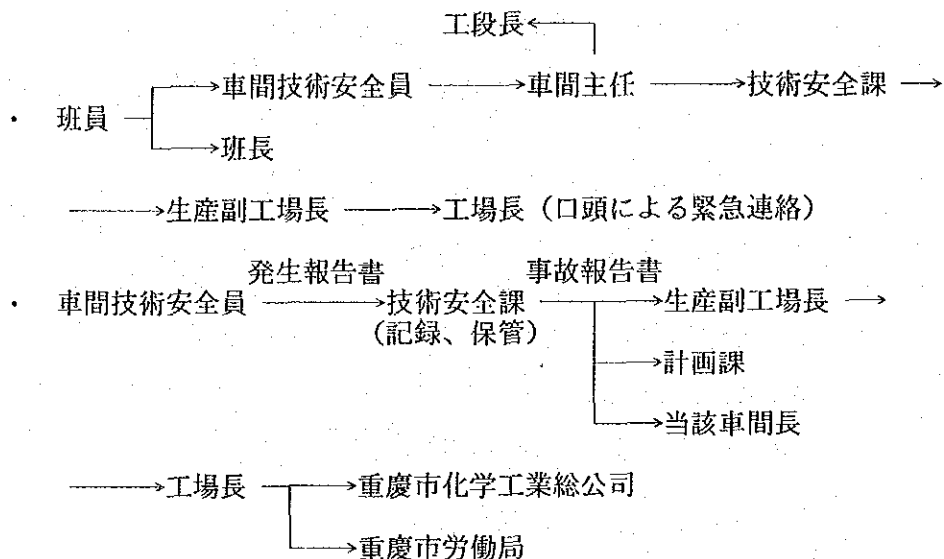 工段長
・ 班員 車間技術安全員 車間主任 技術安全課
班長
生産副工場長 工場長 (口頭による緊急連絡)
発生報告書 事故報告書
・ 車間技術安全員 技術安全課 生産副工場長
(記録、保管)
計画課
当該車間長
工場長 重慶市化学工業総公司
重慶市労働局